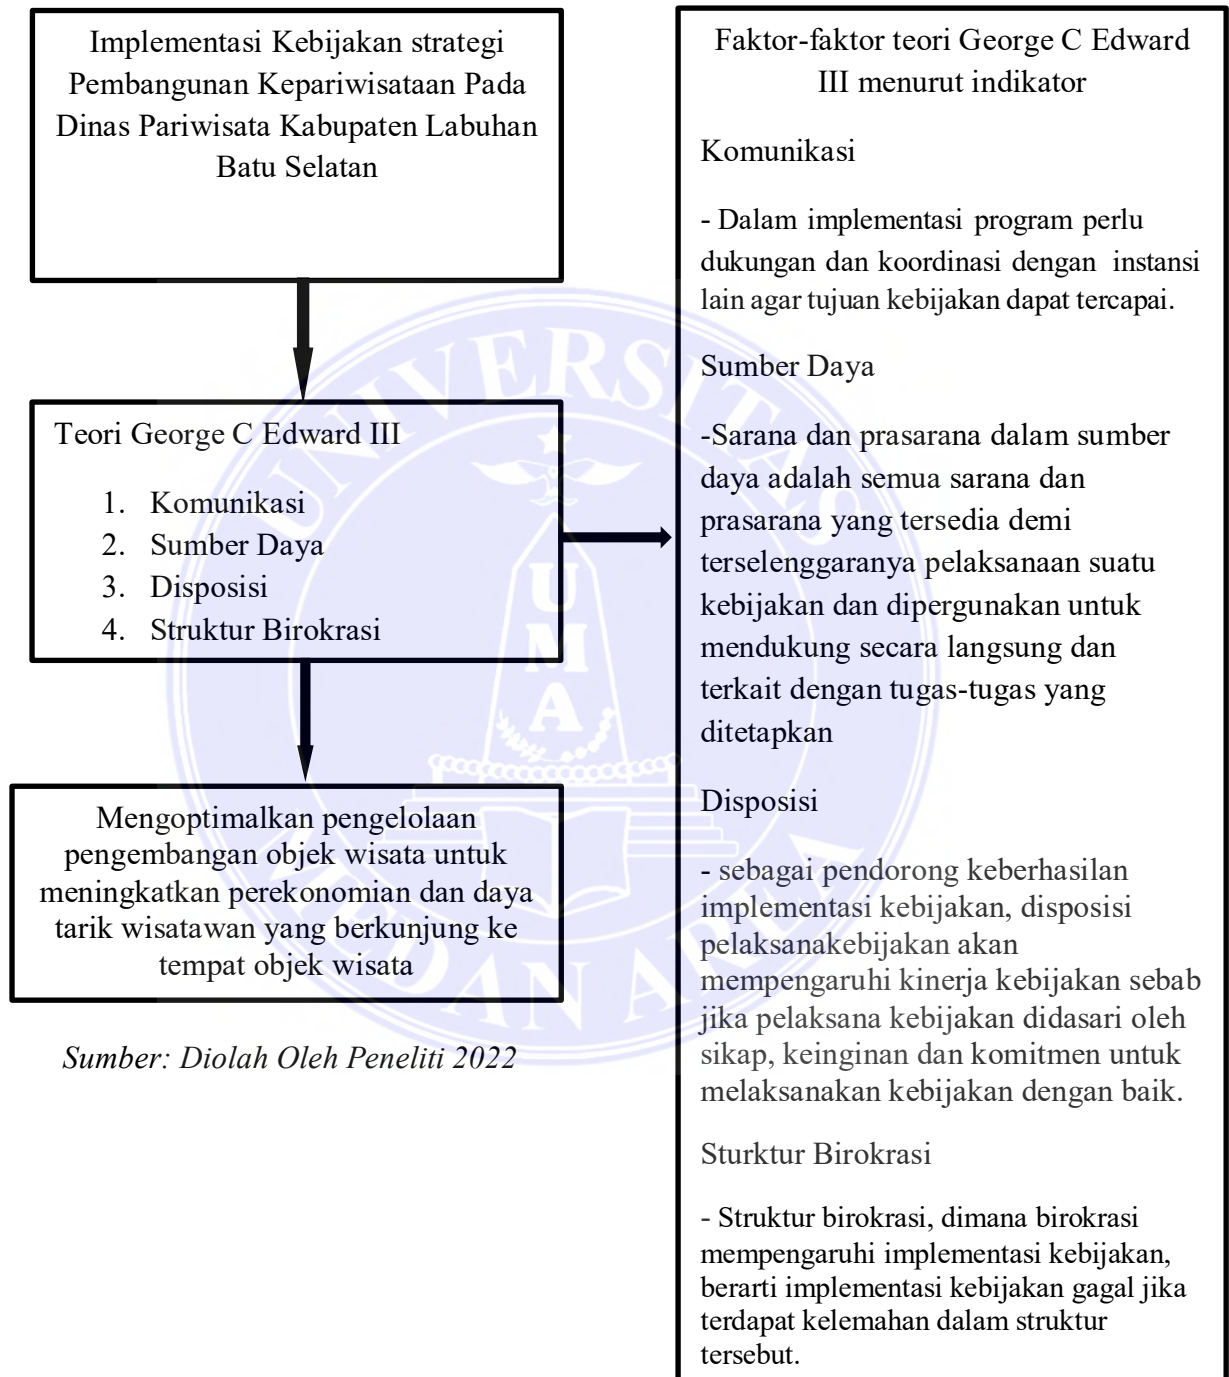 Implementasi Kebijakan strategi
Pembangunan Kepariwisataan Pada
Dinas Pariwisata Kabupaten Labuhan
Batu Selatan
Teori George C Edward III
1. Komunikasi
2. Sumber Daya
3. Disposisi
4. Struktur Birokrasi
Mengoptimalkan pengelolaan
pengembangan objek wisata untuk
meningkatkan perekonomian dan daya
tarik wisatawan yang berkunjung ke
tempat objek wisata
Sumber: Diolah Oleh Peneliti 2022
Faktor-faktor teori George C Edward
III menurut indikator
Komunikasi
- Dalam implementasi program perlu
dukungan dan koordinasi dengan instansi
lain agar tujuan kebijakan dapat tercapai.
Sumber Daya
-Sarana dan prasarana dalam sumber
daya adalah semua sarana dan
prasarana yang tersedia demi
terselenggaranya pelaksanaan suatu
kebijakan dan dipergunakan untuk
mendukung secara langsung dan
terkait dengan tugas-tugas yang
ditetapkan
Disposisi
- sebagai pendorong keberhasilan
implementasi kebijakan, disposisi
pelaksanakebijakan akan
mempengaruhi kinerja kebijakan sebab
jika pelaksana kebijakan didasari oleh
sikap, keinginan dan komitmen untuk
melaksanakan kebijakan dengan baik.
Sturktur Birokrasi
- Struktur birokrasi, dimana birokrasi
mempengaruhi implementasi kebijakan,
berarti implementasi kebijakan gagal jika
terdapat kelemahan dalam struktur
tersebut.
UNIVERSITAS
UMA
MEDAN AREA